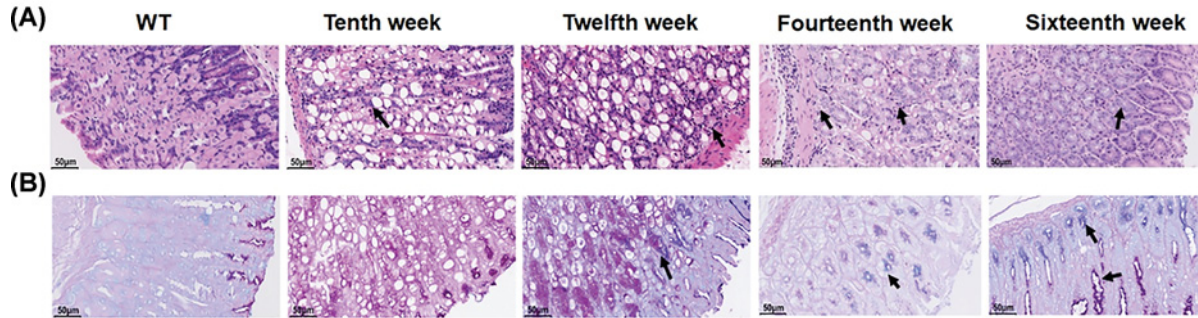 (A) WT Tenth week Twelfth week Fourteenth week Sixteenth week
50μm 50μm 50μm 50μm 50μm
(B)
50μm 50μm 50μm 50μm 50μm